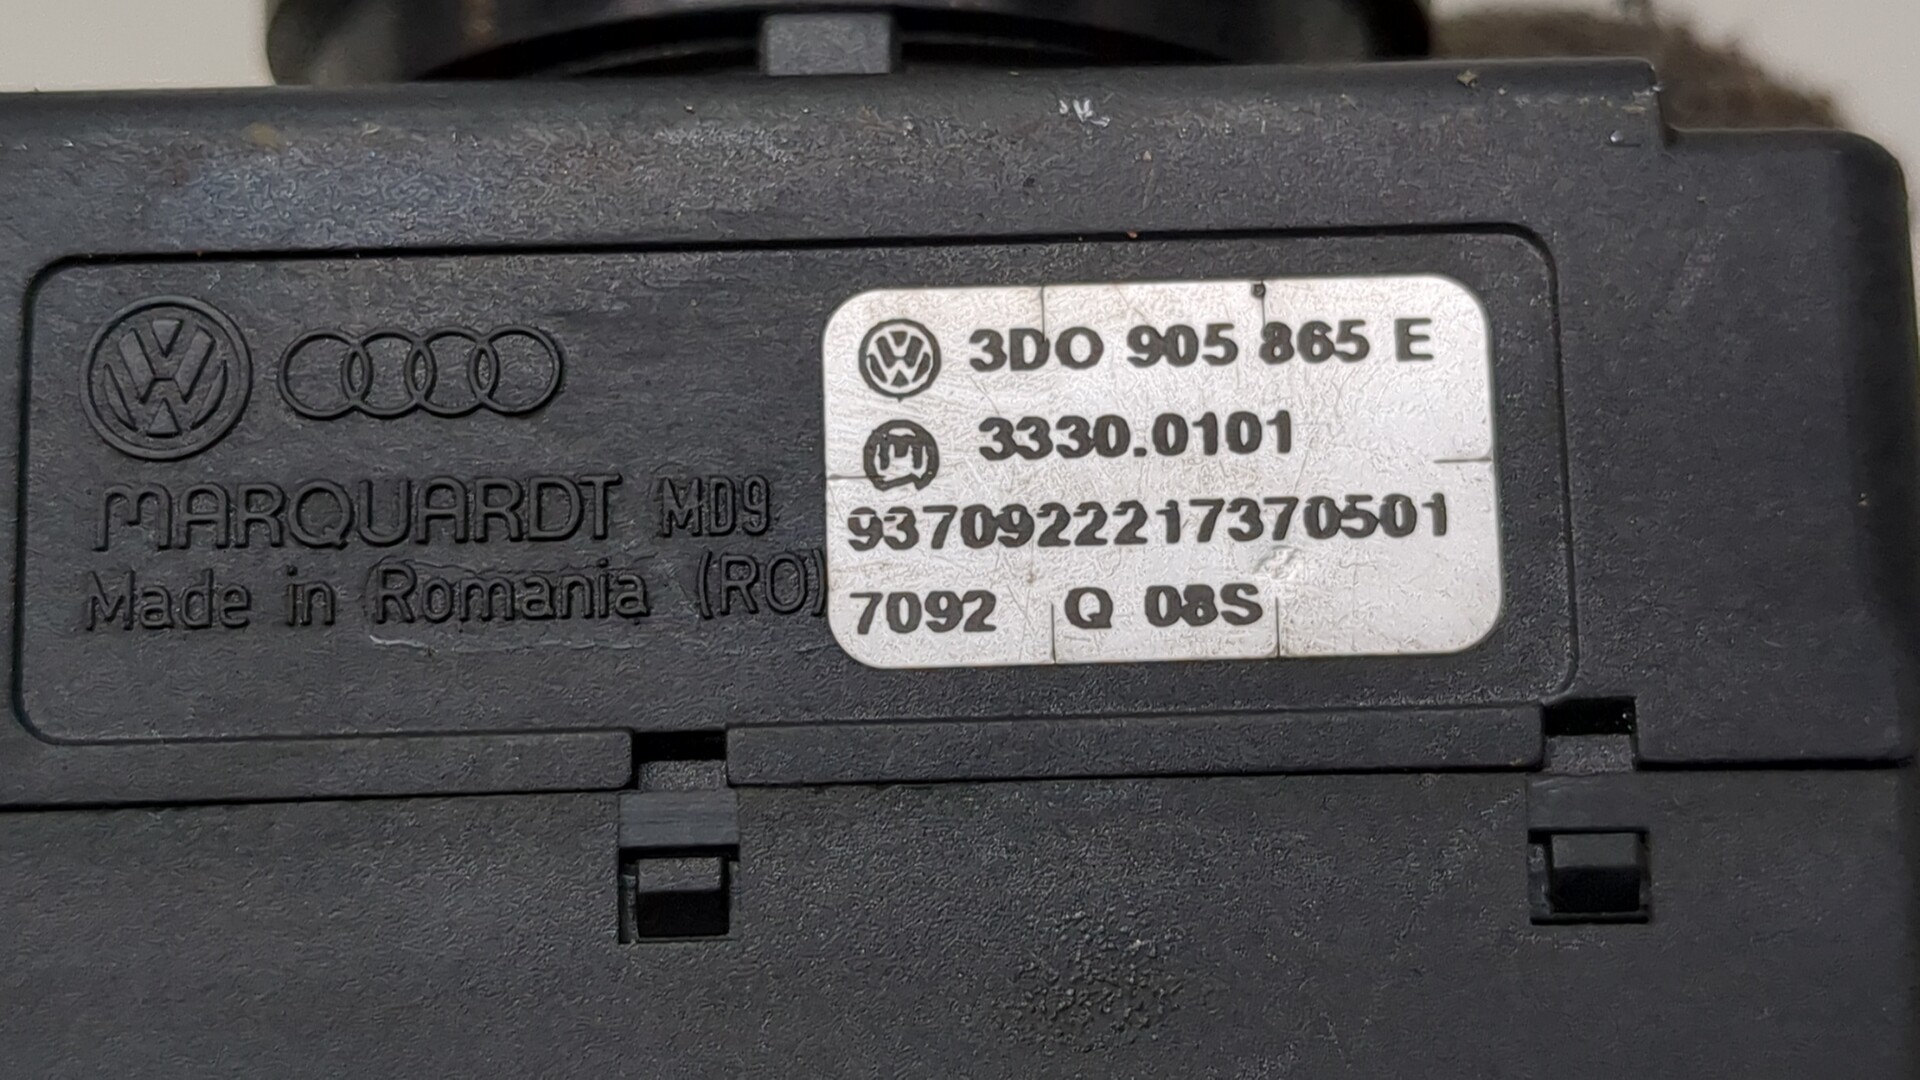 MARQUARDT MD9
Made in Romania (RO)
3D0 905 865 E
3330.0101
9370922217370501
7092 Q 08S